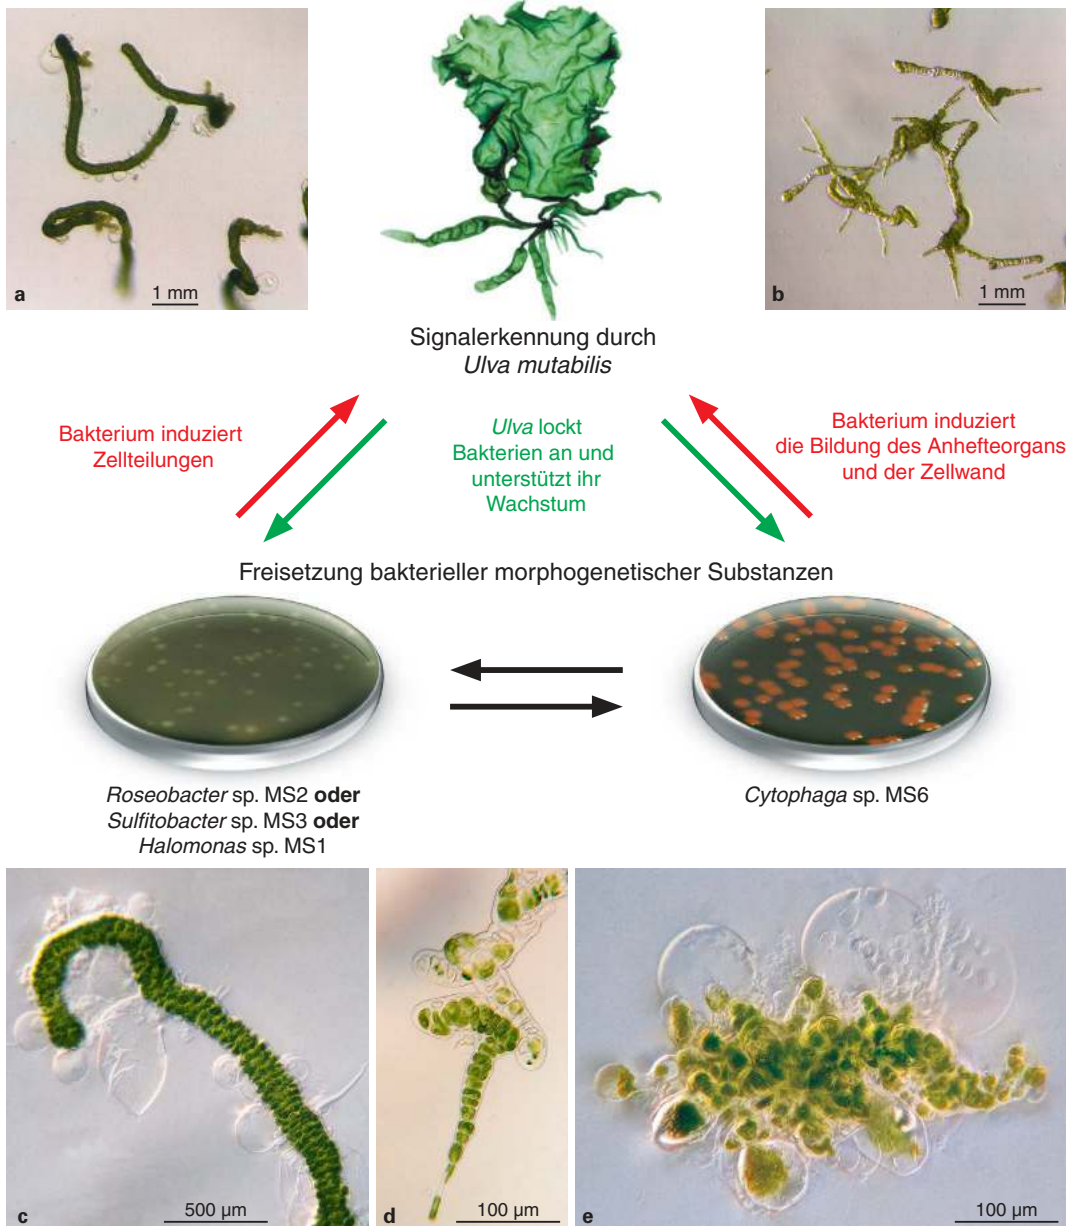 a
1 mm
b
1 mm
Signalerkennung durch
Ulva mutabilis
Bakterium induziert
Zellteilungen
Ulva lockt
Bakterien an und
unterstützt ihr
Wachstum
Bakterium induziert
die Bildung des Anhefteorgans
und der Zellwand
Freisetzung bakterieller morphogenetischer Substanzen
Roseobacter sp. MS2 oder
Sulfitobacter sp. MS3 oder
Halomonas sp. MS1
Cytophaga sp. MS6
c
500 µm
d
100 µm
e
100 µm